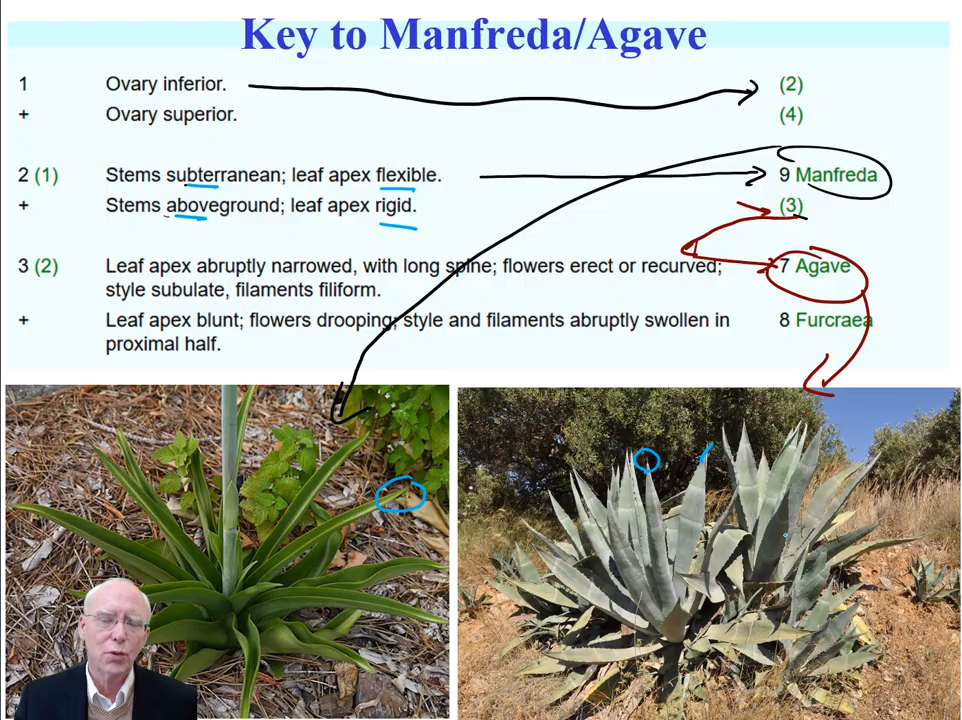 Key to Manfreda/Agave
1 Ovary inferior. (2)
+ Ovary superior. (4)
2 (1) Stems subterranean; leaf apex flexible. 9 Manfreda
+ Stems aboveground; leaf apex rigid. (3)
3 (2) Leaf apex abruptly narrowed, with long spine; flowers erect or recurved; 7 Agave
style subulate, filaments filiform.
+ Leaf apex blunt; flowers drooping; style and filaments abruptly swollen in 8 Furcraea
proximal half.